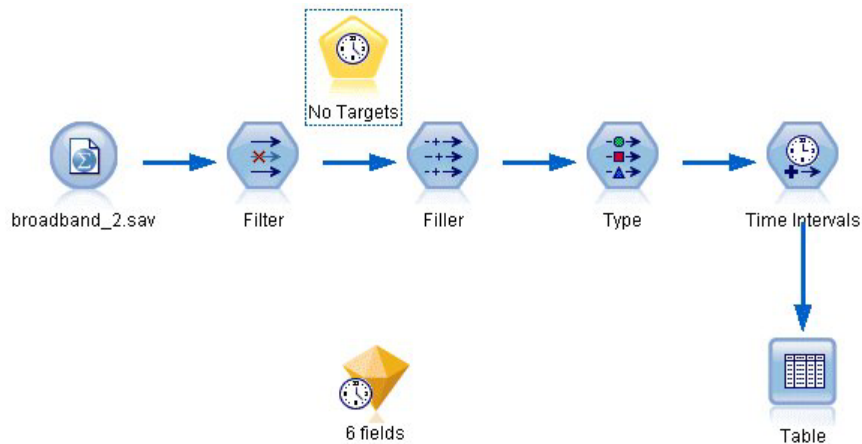 No Targets
broadband_2.sav
Filter
Filler
Type
Time Intervals
6 fields
Table